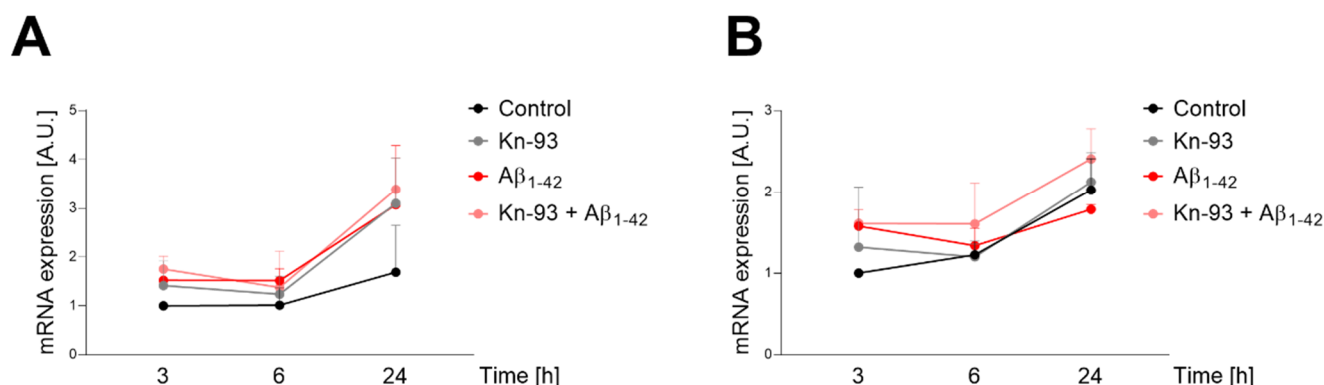 A
mRNA expression [A.U.]
5
4
3
2
1
0
3
6
24
Time [h]
Control
Kn-93
Aβ1-42
Kn-93 + Aβ1-42
B
mRNA expression [A.U.]
3
2
1
0
3
6
24
Time [h]
Control
Kn-93
Aβ1-42
Kn-93 + Aβ1-42